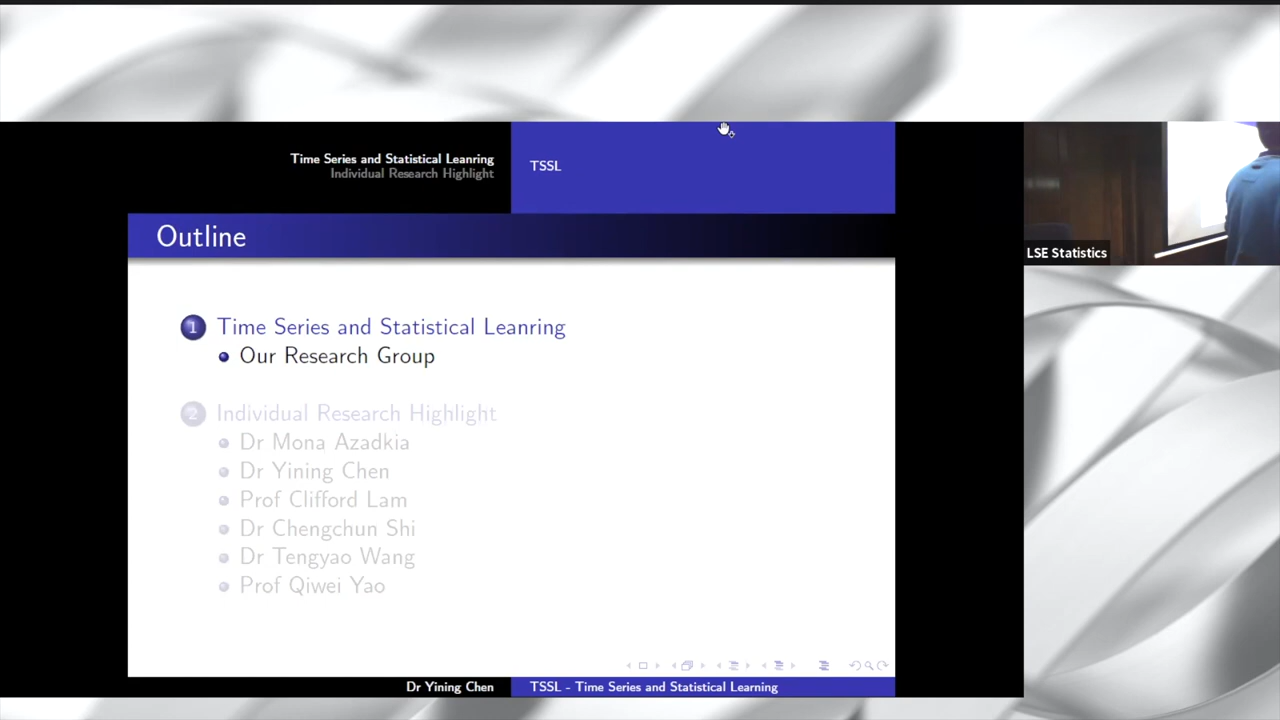 Time Series and Statistical Leanring
Individual Research Highlight
TSSL
Outline
1 Time Series and Statistical Leanring
Our Research Group
2 Individual Research Highlight
Dr Mona Azadkia
Dr Yining Chen
Prof Clifford Lam
Dr Chengchun Shi
Dr Tengyao Wang
Prof Qiwei Yao
Dr Yining Chen
TSSL - Time Series and Statistical Learning
LSE Statistics